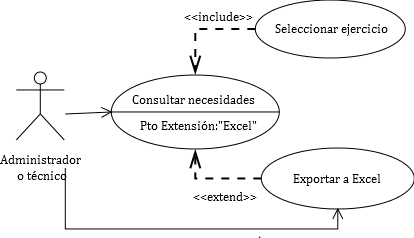 <<include>>
Seleccionar ejercicio
Consultar necesidades
Pto Extensión:"Excel"
Administrador
o técnico
Exportar a Excel
<<extend>>